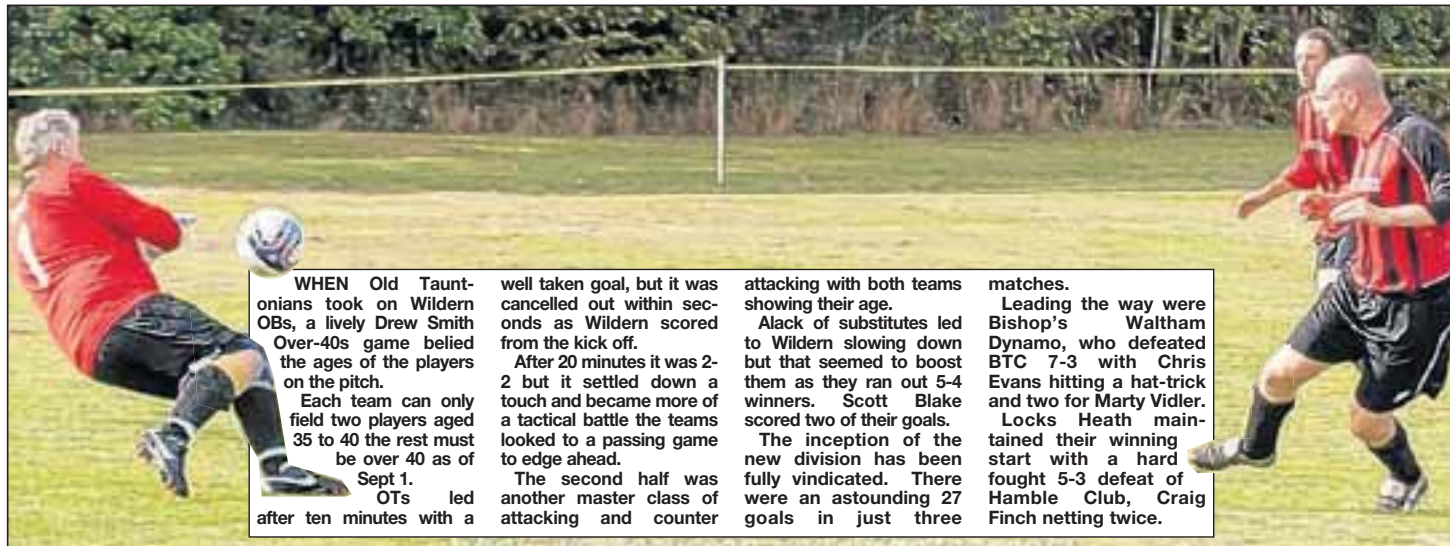 WHEN Old Taunt-
onians took on Wildern
OBs, a lively Drew Smith
Over-40s game belied
the ages of the players
on the pitch.
Each team can only
field two players aged
35 to 40 the rest must
be over 40 as of
Sept 1.
OTs led
after ten minutes with a
well taken goal, but it was
cancelled out within sec-
onds as Wildern scored
from the kick off.
After 20 minutes it was 2-
2 but it settled down a
touch and became more of
a tactical battle the teams
looked to a passing game
to edge ahead.
The second half was
another master class of
attacking and counter
attacking with both teams
showing their age.
Alack of substitutes led
to Wildern slowing down
but that seemed to boost
them as they ran out 5-4
winners. Scott Blake
scored two of their goals.
The inception of the
new division has been
fully vindicated. There
were an astounding 27
goals in just three
matches.
Leading the way were
Bishop's Waltham
Dynamo, who defeated
BTC 7-3 with Chris
Evans hitting a hat-trick
and two for Marty Vidler.
Locks Heath main-
tained their winning
start with a hard
fought 5-3 defeat of
Hamble Club, Craig
Finch netting twice.